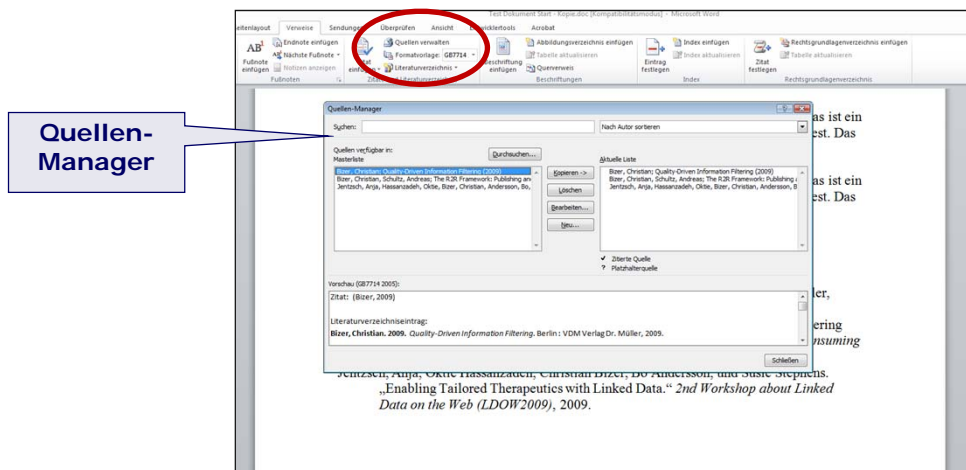 Test Dokument Start - Kopie.doc [Kompatibilitätsmodus] - Microsoft Word
eitenlayout Verweise Sendungen Überprüfen Ansicht wicklertools Acrobat
AB¹ Fußnote einfügen
Endnote einfügen
Nächste Fußnote
Notizen anzeigen
Fußnoten
Quellen verwalten
Formatvorlage: GB7714
Literaturverzeichnis
Abbildungsverzeichnis einfügen
Tabelle aktualisieren
Querverweis
einfügen
Beschriftungen
Eintrag festlegen
Index einfügen
Index aktualisieren
Index
Zitat festlegen
Rechtsgrundlagenverzeichnis einfügen
Tabelle aktualisieren
Rechtsgrundlagenverzeichnis
Quellen-
Manager
Quellen-Manager
Suchen:
Nach Autor sortieren
Quellen verfügbar in:
Masterliste
Durchsuchen...
Aktuelle Liste
Bizer, Christian; Quality-Driven Information Filtering (2009)
Bizer, Christian, Schultz, Andreas; The R2R Framework: Publishing an
Jentzsch, Anja, Hassanzadeh, Oktie, Bizer, Christian, Andersson, Bo,
Kopieren ->
Löschen
Bearbeiten...
Neu...
Bizer, Christian; Quality-Driven Information Filtering (2009)
Bizer, Christian, Schultz, Andreas; The R2R Framework: Publishing
Jentzsch, Anja, Hassanzadeh, Oktie, Bizer, Christian, Andersson, B
✔ Zitierte Quelle
? Platzhalterquelle
Vorschau (GB7714 2005):
Zitat: (Bizer, 2009)
Literaturverzeichniseintrag:
Bizer, Christian. 2009. Quality-Driven Information Filtering. Berlin : VDM Verlag Dr. Müller, 2009.
Schließen
as ist ein
est. Das
as ist ein
est. Das
ler,
ering
onsuming
Jentzsch, Anja, Oktie Hassanzadeh, Christian Bizer, Bo Andersson, und Susie Stephens.
„Enabling Tailored Therapeutics with Linked Data.“ 2nd Workshop about Linked
Data on the Web (LDOW2009), 2009.